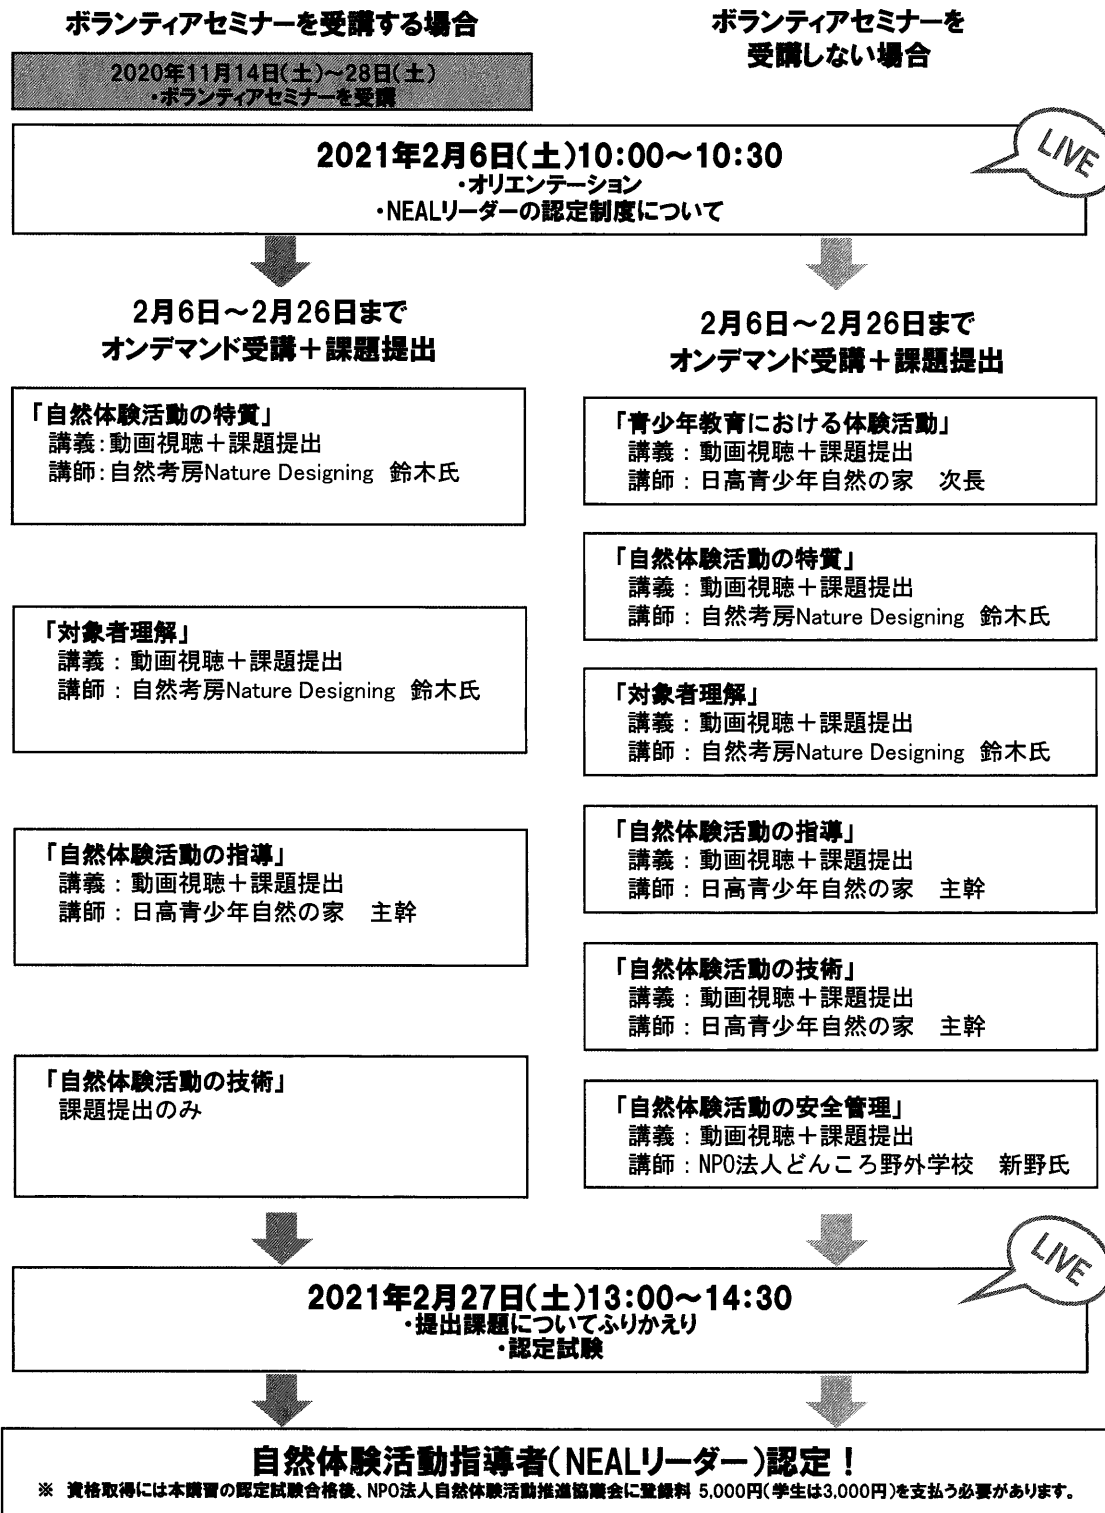 ボランティアセミナーを受講する場合
2020年11月14日(土)～28日(土)
・ボランティアセミナーを受講
ボランティアセミナーを
受講しない場合
2021年2月6日(土)10:00～10:30
・オリエンテーション
・NEALリーダーの認定制度について
LIVE
2月6日～2月26日まで
オンデマンド受講＋課題提出
「自然体験活動の特質」
講義:動画視聴＋課題提出
講師:自然考房Nature Designing 鈴木氏
「対象者理解」
講義：動画視聴＋課題提出
講師：自然考房Nature Designing 鈴木氏
「自然体験活動の指導」
講義：動画視聴＋課題提出
講師：日高青少年自然の家　主幹
「自然体験活動の技術」
課題提出のみ
2月6日～2月26日まで
オンデマンド受講＋課題提出
「青少年教育における体験活動」
講義：動画視聴＋課題提出
講師：日高青少年自然の家　次長
「自然体験活動の特質」
講義：動画視聴＋課題提出
講師：自然考房Nature Designing 鈴木氏
「対象者理解」
講義：動画視聴＋課題提出
講師：自然考房Nature Designing 鈴木氏
「自然体験活動の指導」
講義：動画視聴＋課題提出
講師：日高青少年自然の家　主幹
「自然体験活動の技術」
講義：動画視聴＋課題提出
講師：日高青少年自然の家　主幹
「自然体験活動の安全管理」
講義：動画視聴＋課題提出
講師：NPO法人どんころ野外学校　新野氏
2021年2月27日(土)13:00～14:30
・提出課題についてふりかえり
・認定試験
LIVE
自然体験活動指導者(NEALリーダー)認定！
※　資格取得には本講習の認定試験合格後、NPO法人自然体験活動推進協議会に登録料 5,000円(学生は3,000円)を支払う必要があります。